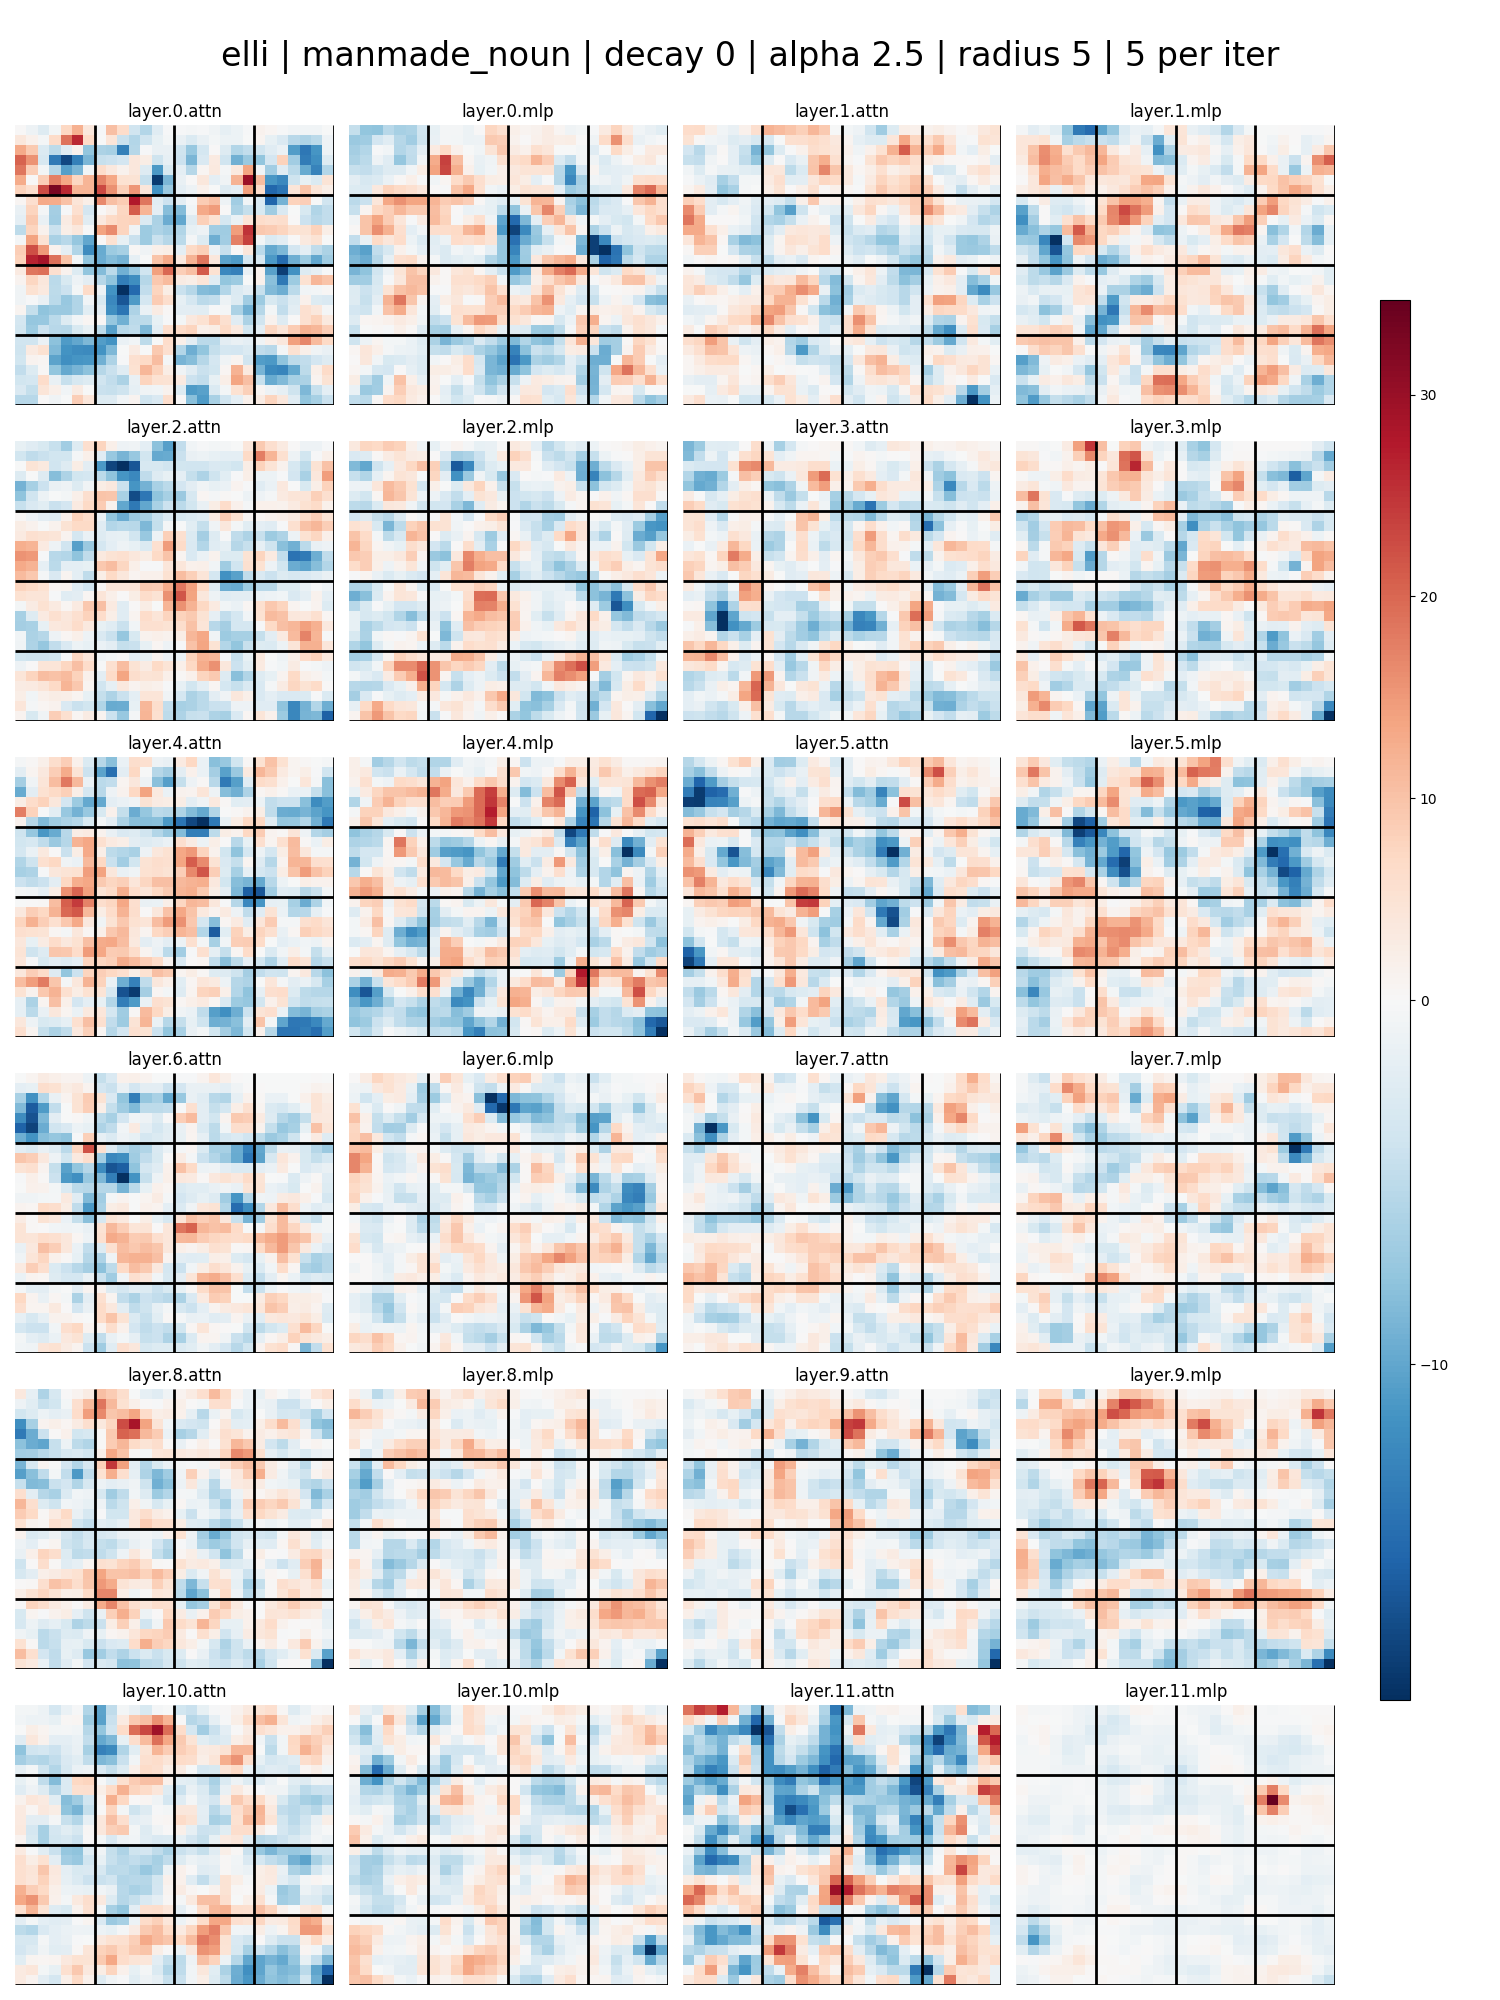 elli | manmade_noun | decay 0 | alpha 2.5 | radius 5 | 5 per iter
layer.0.attn
layer.0.mlp
layer.1.attn
layer.1.mlp
layer.2.attn
layer.2.mlp
layer.3.attn
layer.3.mlp
layer.4.attn
layer.4.mlp
layer.5.attn
layer.5.mlp
layer.6.attn
layer.6.mlp
layer.7.attn
layer.7.mlp
layer.8.attn
layer.8.mlp
layer.9.attn
layer.9.mlp
layer.10.attn
layer.10.mlp
layer.11.attn
layer.11.mlp
30
20
10
0
−10